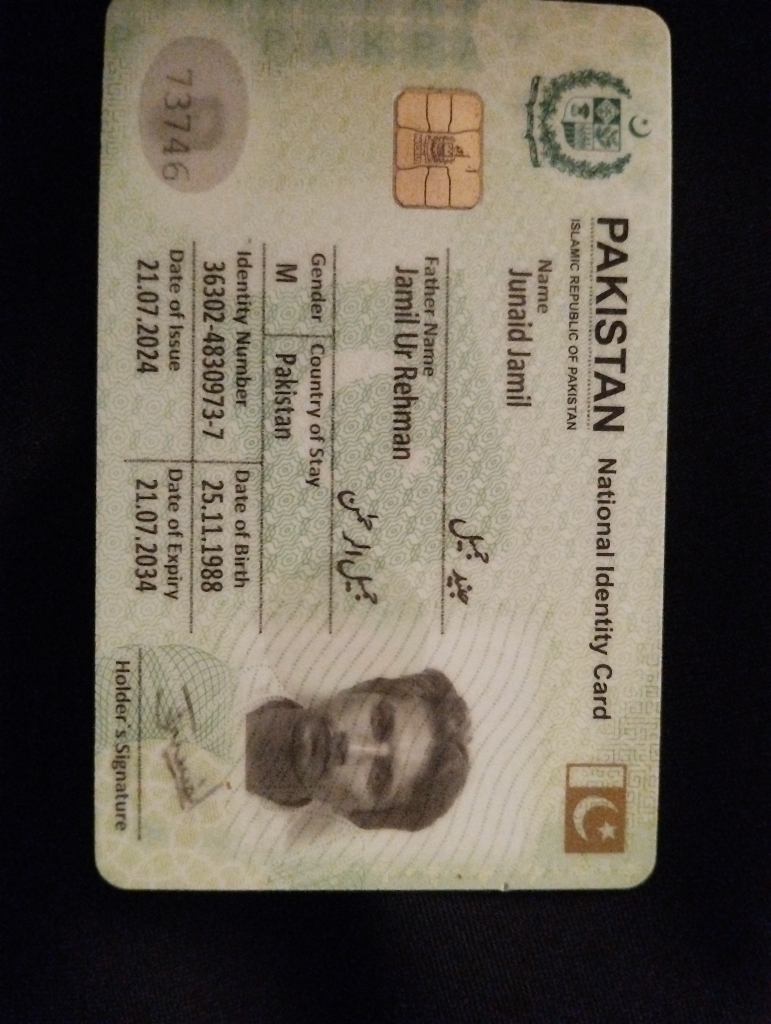 PAKISTAN National Identity Card
ISLAMIC REPUBLIC OF PAKISTAN
Name
Junaid Jamil
جنید جمیل
Father Name
Jamil Ur Rehman
جمیل الرحمٰن
Gender Country of Stay
M Pakistan
Identity Number Date of Birth
36302-4830973-7 25.11.1988
Date of Issue Date of Expiry
21.07.2024 21.07.2034
Holder's Signature
73746
PAKPA